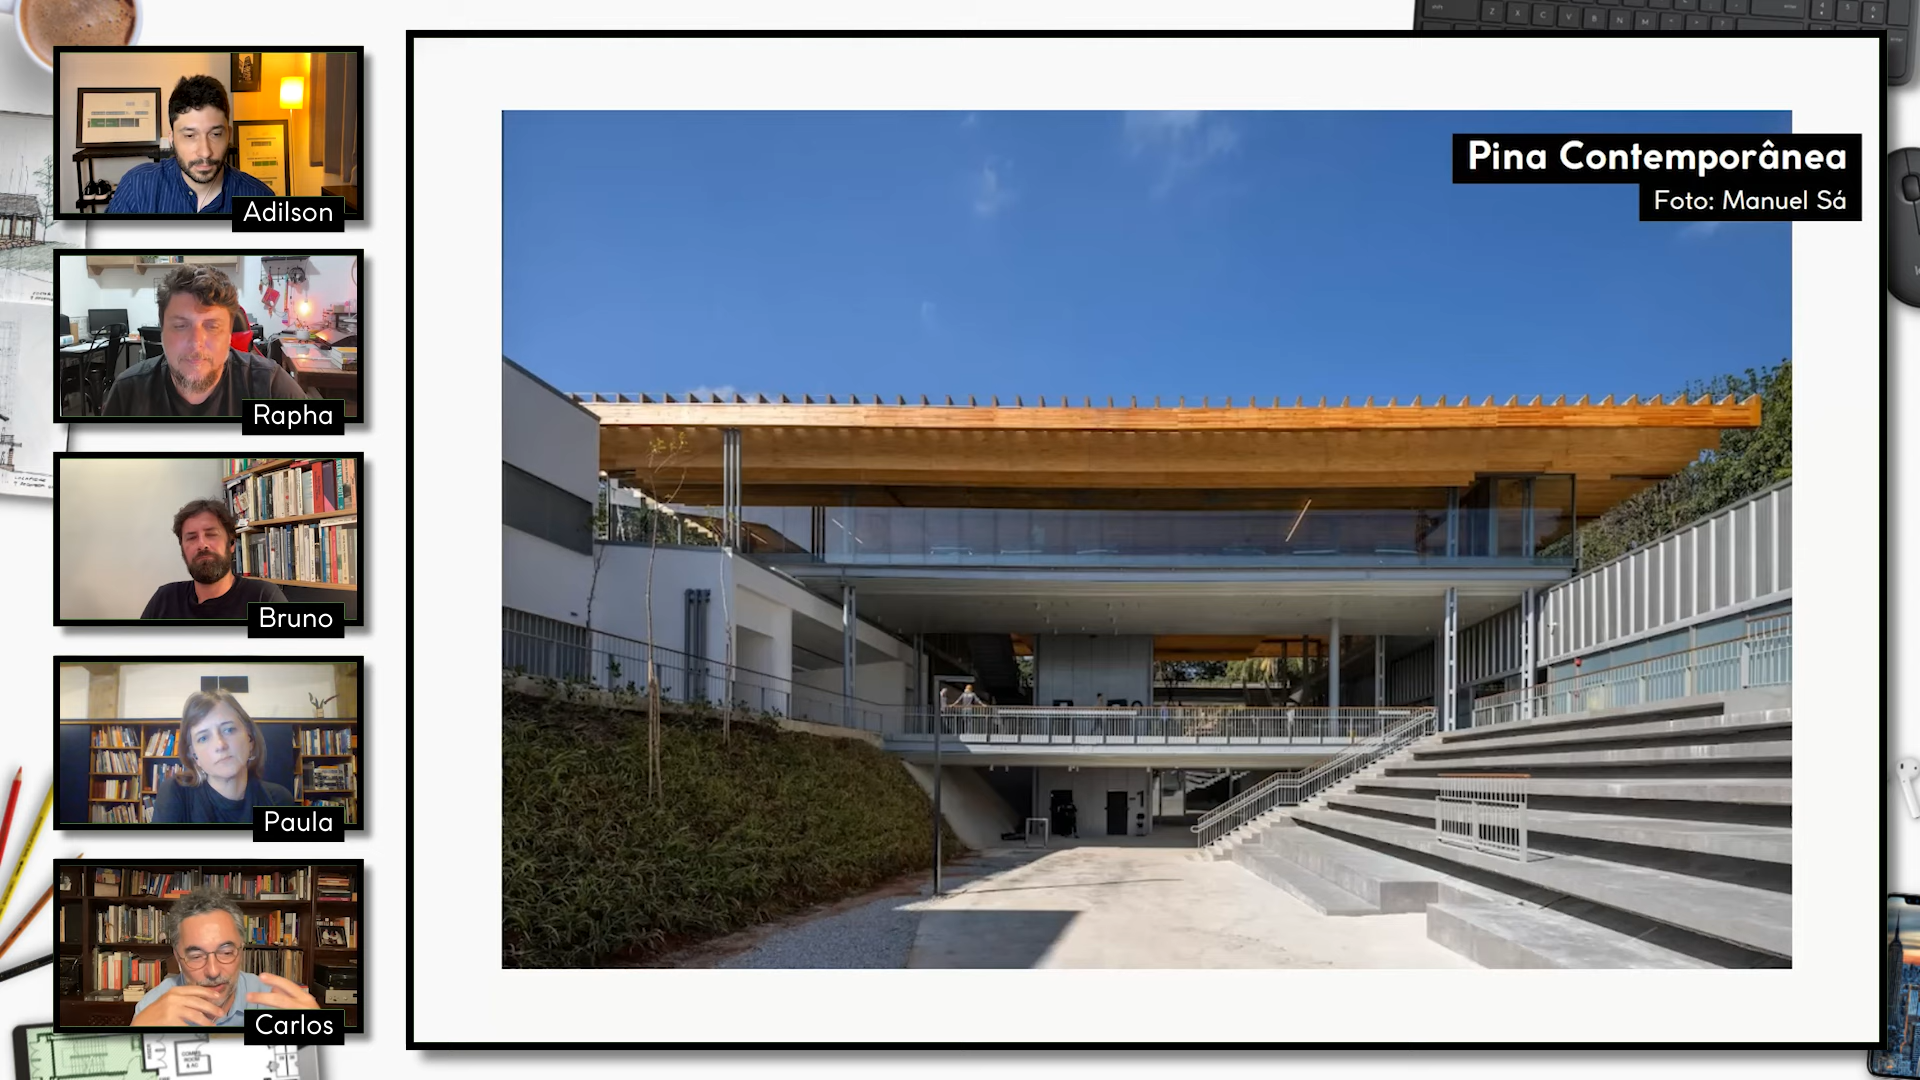 Adilson
Rapha
Bruno
Paula
Carlos
Pina Contemporânea
Foto: Manuel Sá